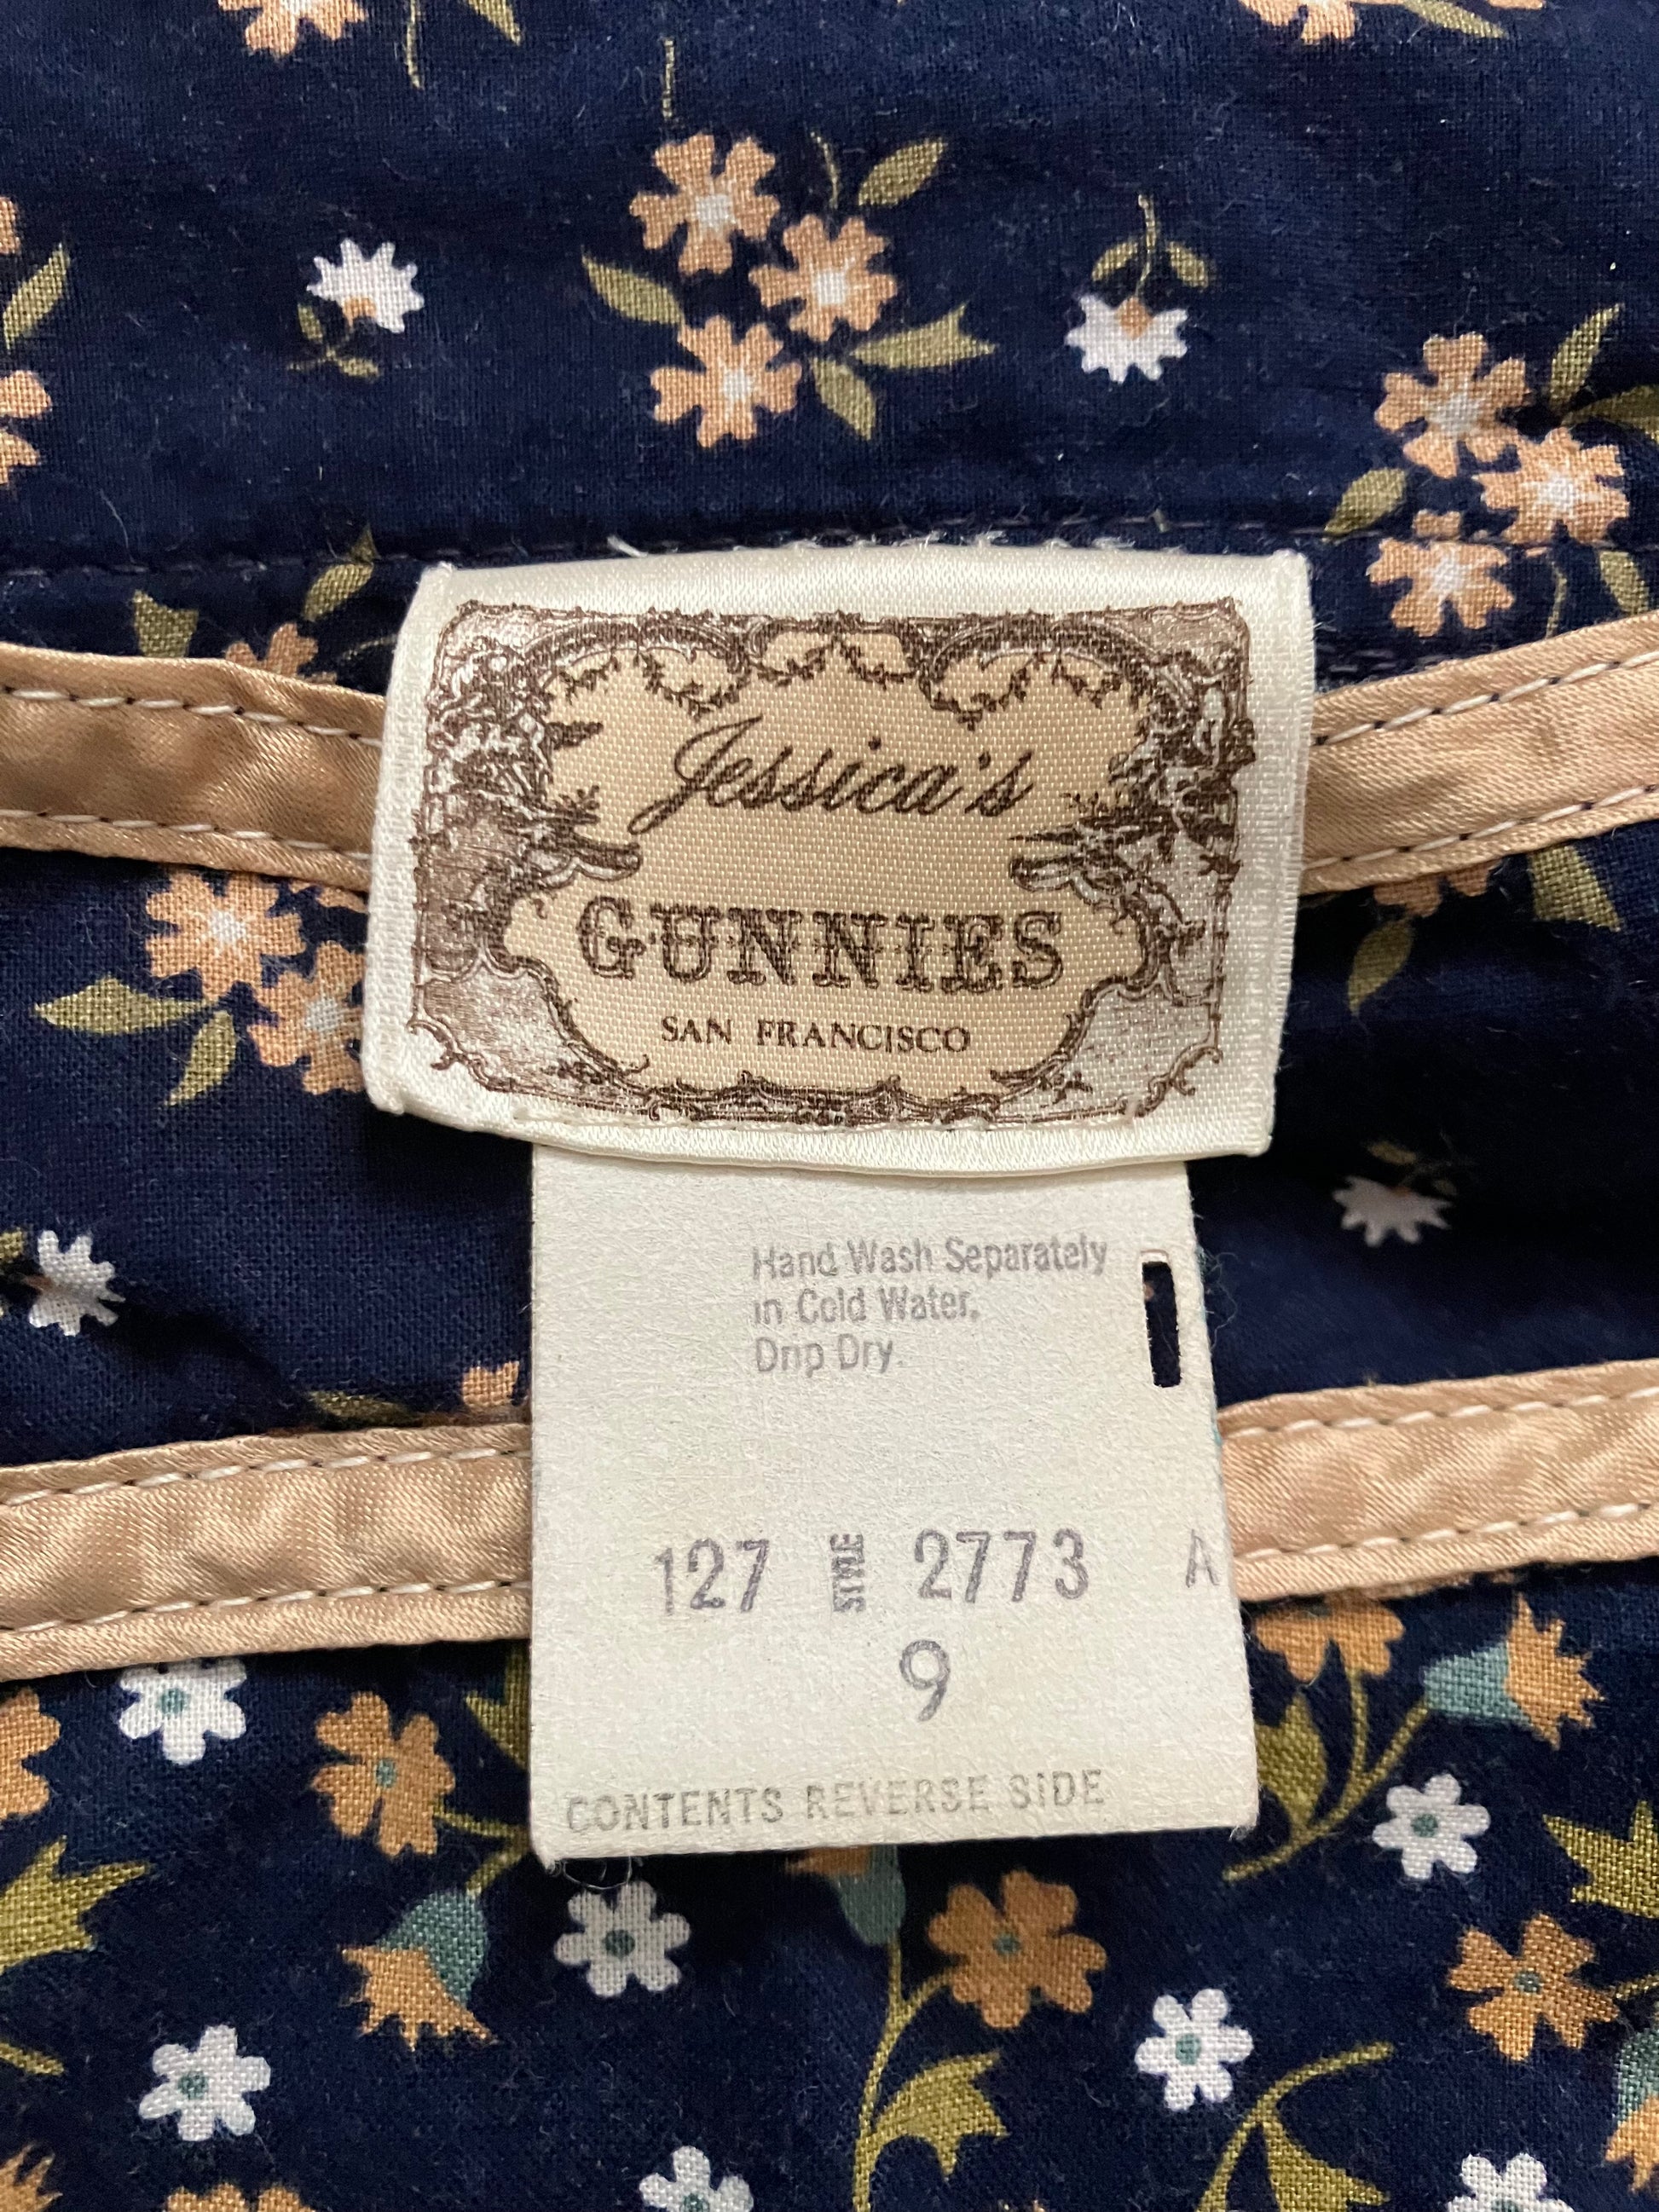 Jessica's
GUNNIES
SAN FRANCISCO
Hand Wash Separately
in Cold Water.
Drip Dry.
127 STYLE 2773 A
9
CONTENTS REVERSE SIDE